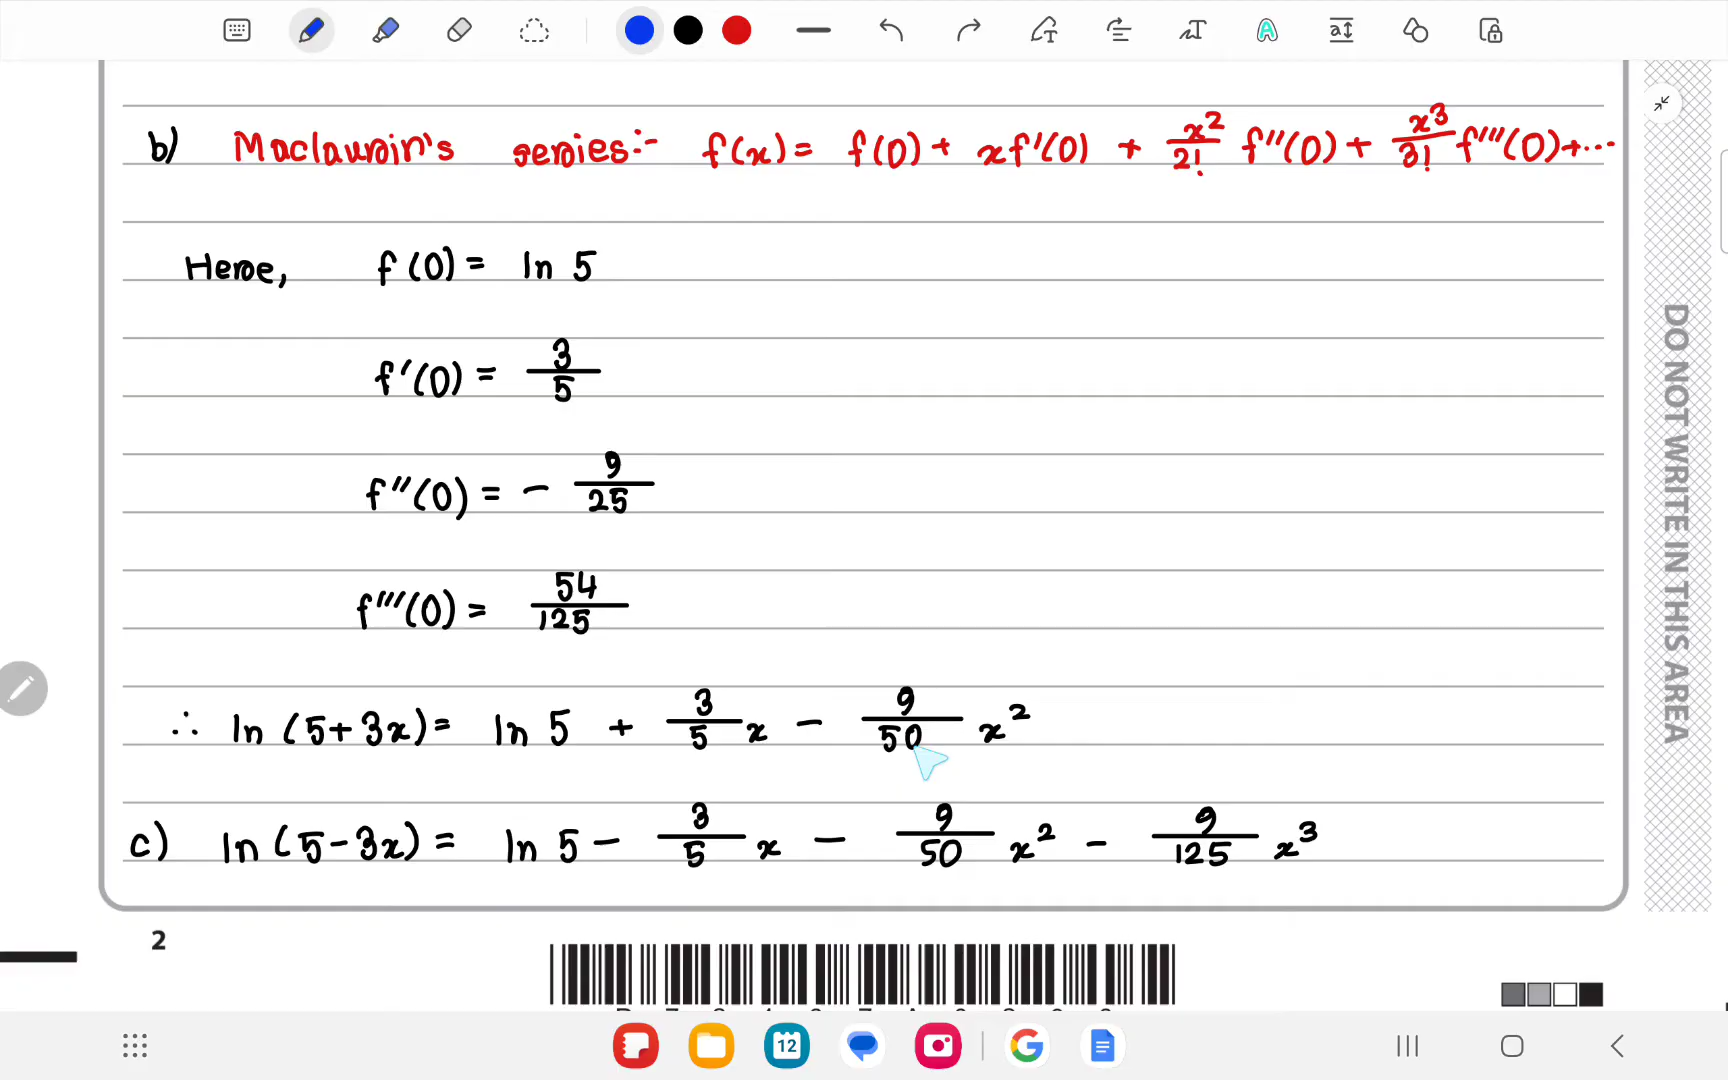 b) Maclaurin's series:- f(x) = f(0) + xf'(0) + x²/2! f''(0) + x³/3! f'''(0) + ...
Here, f(0) = ln 5
f'(0) = 3/5
f''(0) = - 9/25
f'''(0) = 54/125
∴ ln (5+3x) = ln 5 + 3/5 x - 9/50 x²
c) ln (5-3x) = ln 5 - 3/5 x - 9/50 x² - 9/125 x³
DO NOT WRITE IN THIS AREA
2
12